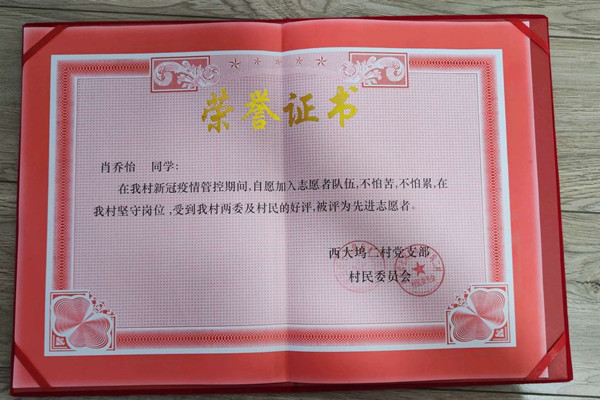 荣誉证书
肖乔怡 同学:
在我村新冠疫情管控期间,自愿加入志愿者队伍,不怕苦,不怕累,在
我村坚守岗位,受到我村两委及村民的好评,被评为先进志愿者。
西大坞二村党支部
村民委员会